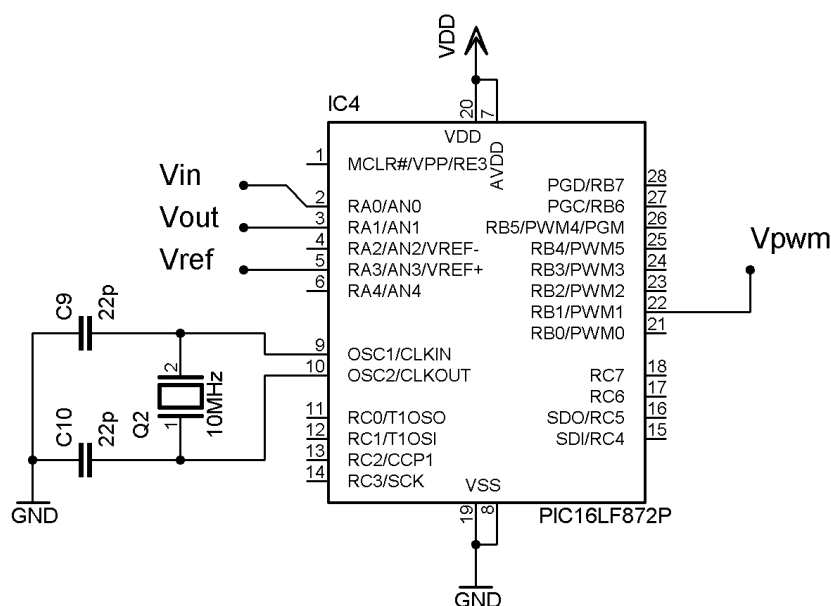 VDD
IC4
20
7
VDD
AVDD
1
MCLR#/VPP/RE3
Vin
2
RA0/AN0
Vout
3
RA1/AN1
4
RA2/AN2/VREF-
Vref
5
RA3/AN3/VREF+
6
RA4/AN4
PGD/RB7
28
PGC/RB6
27
RB5/PWM4/PGM
26
RB4/PWM5
25
RB3/PWM3
24
RB2/PWM2
23
RB1/PWM1
22
RB0/PWM0
21
Vpwm
C9
22p
9
OSC1/CLKIN
10
OSC2/CLKOUT
2
1
Q2
10MHz
C10
22p
RC7
18
RC6
17
SDO/RC5
16
SDI/RC4
15
11
RC0/T1OSO
12
RC1/T1OSI
13
RC2/CCP1
14
RC3/SCK
VSS
19
8
PIC16LF872P
GND
GND